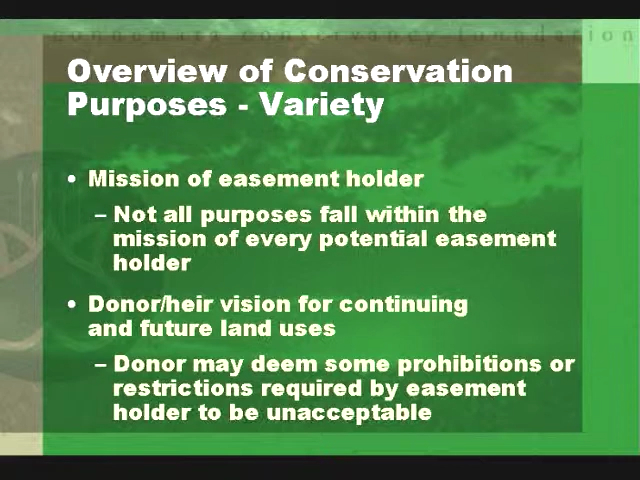 conservancy foundation
Overview of Conservation
Purposes - Variety
• Mission of easement holder
– Not all purposes fall within the
mission of every potential easement
holder
• Donor/heir vision for continuing
and future land uses
– Donor may deem some prohibitions or
restrictions required by easement
holder to be unacceptable